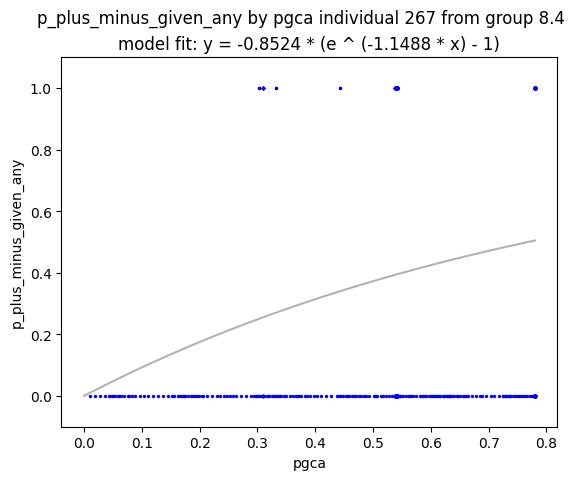 p_plus_minus_given_any by pgca individual 267 from group 8.4
model fit: y = -0.8524 * (e ^ (-1.1488 * x) - 1)
1.0
0.8
0.6
0.4
0.2
0.0
p_plus_minus_given_any
0.0 0.1 0.2 0.3 0.4 0.5 0.6 0.7 0.8
pgca